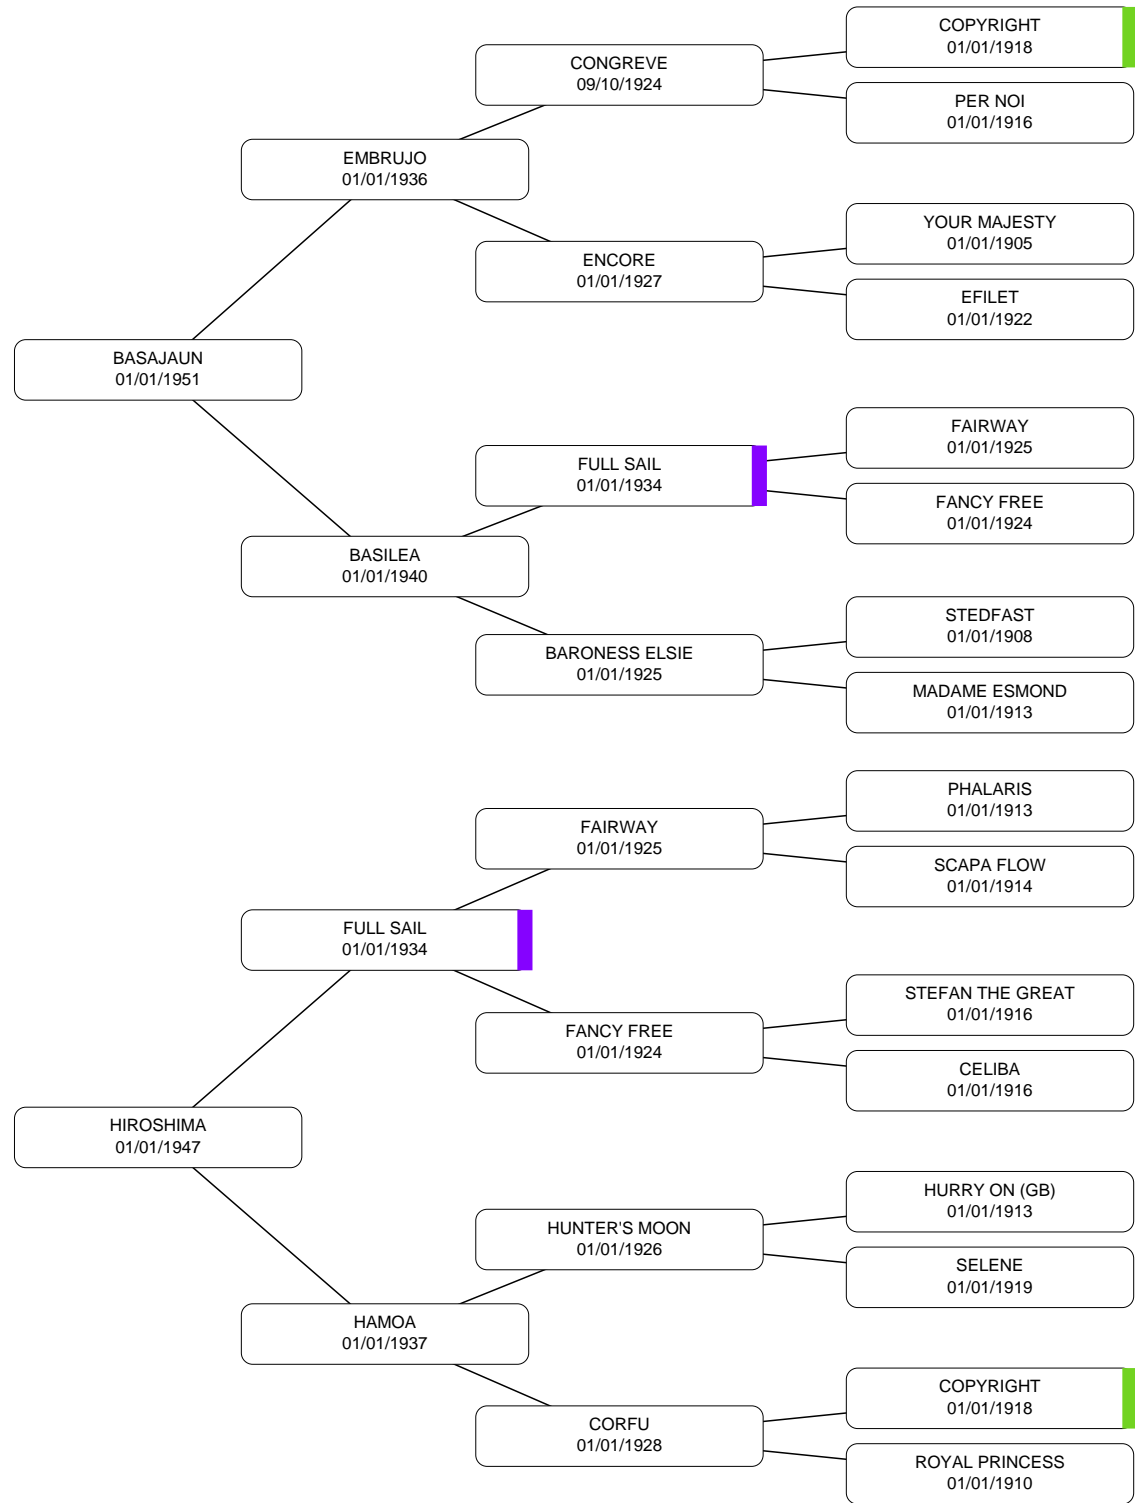 COPYRIGHT
01/01/1918
CONGREVE
09/10/1924
PER NOI
01/01/1916
EMBRUJO
01/01/1936
YOUR MAJESTY
01/01/1905
ENCORE
01/01/1927
EFILET
01/01/1922
BASAJAUN
01/01/1951
FAIRWAY
01/01/1925
FULL SAIL
01/01/1934
FANCY FREE
01/01/1924
BASILEA
01/01/1940
STEDFAST
01/01/1908
BARONESS ELSIE
01/01/1925
MADAME ESMOND
01/01/1913
PHALARIS
01/01/1913
FAIRWAY
01/01/1925
SCAPA FLOW
01/01/1914
FULL SAIL
01/01/1934
STEFAN THE GREAT
01/01/1916
FANCY FREE
01/01/1924
CELIBA
01/01/1916
HIROSHIMA
01/01/1947
HURRY ON (GB)
01/01/1913
HUNTER'S MOON
01/01/1926
SELENE
01/01/1919
HAMOA
01/01/1937
COPYRIGHT
01/01/1918
CORFU
01/01/1928
ROYAL PRINCESS
01/01/1910